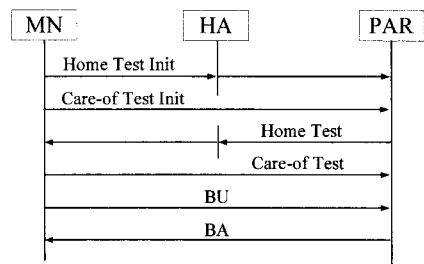 MN HA PAR
Home Test Init
Care-of Test Init
Home Test
Care-of Test
BU
BA